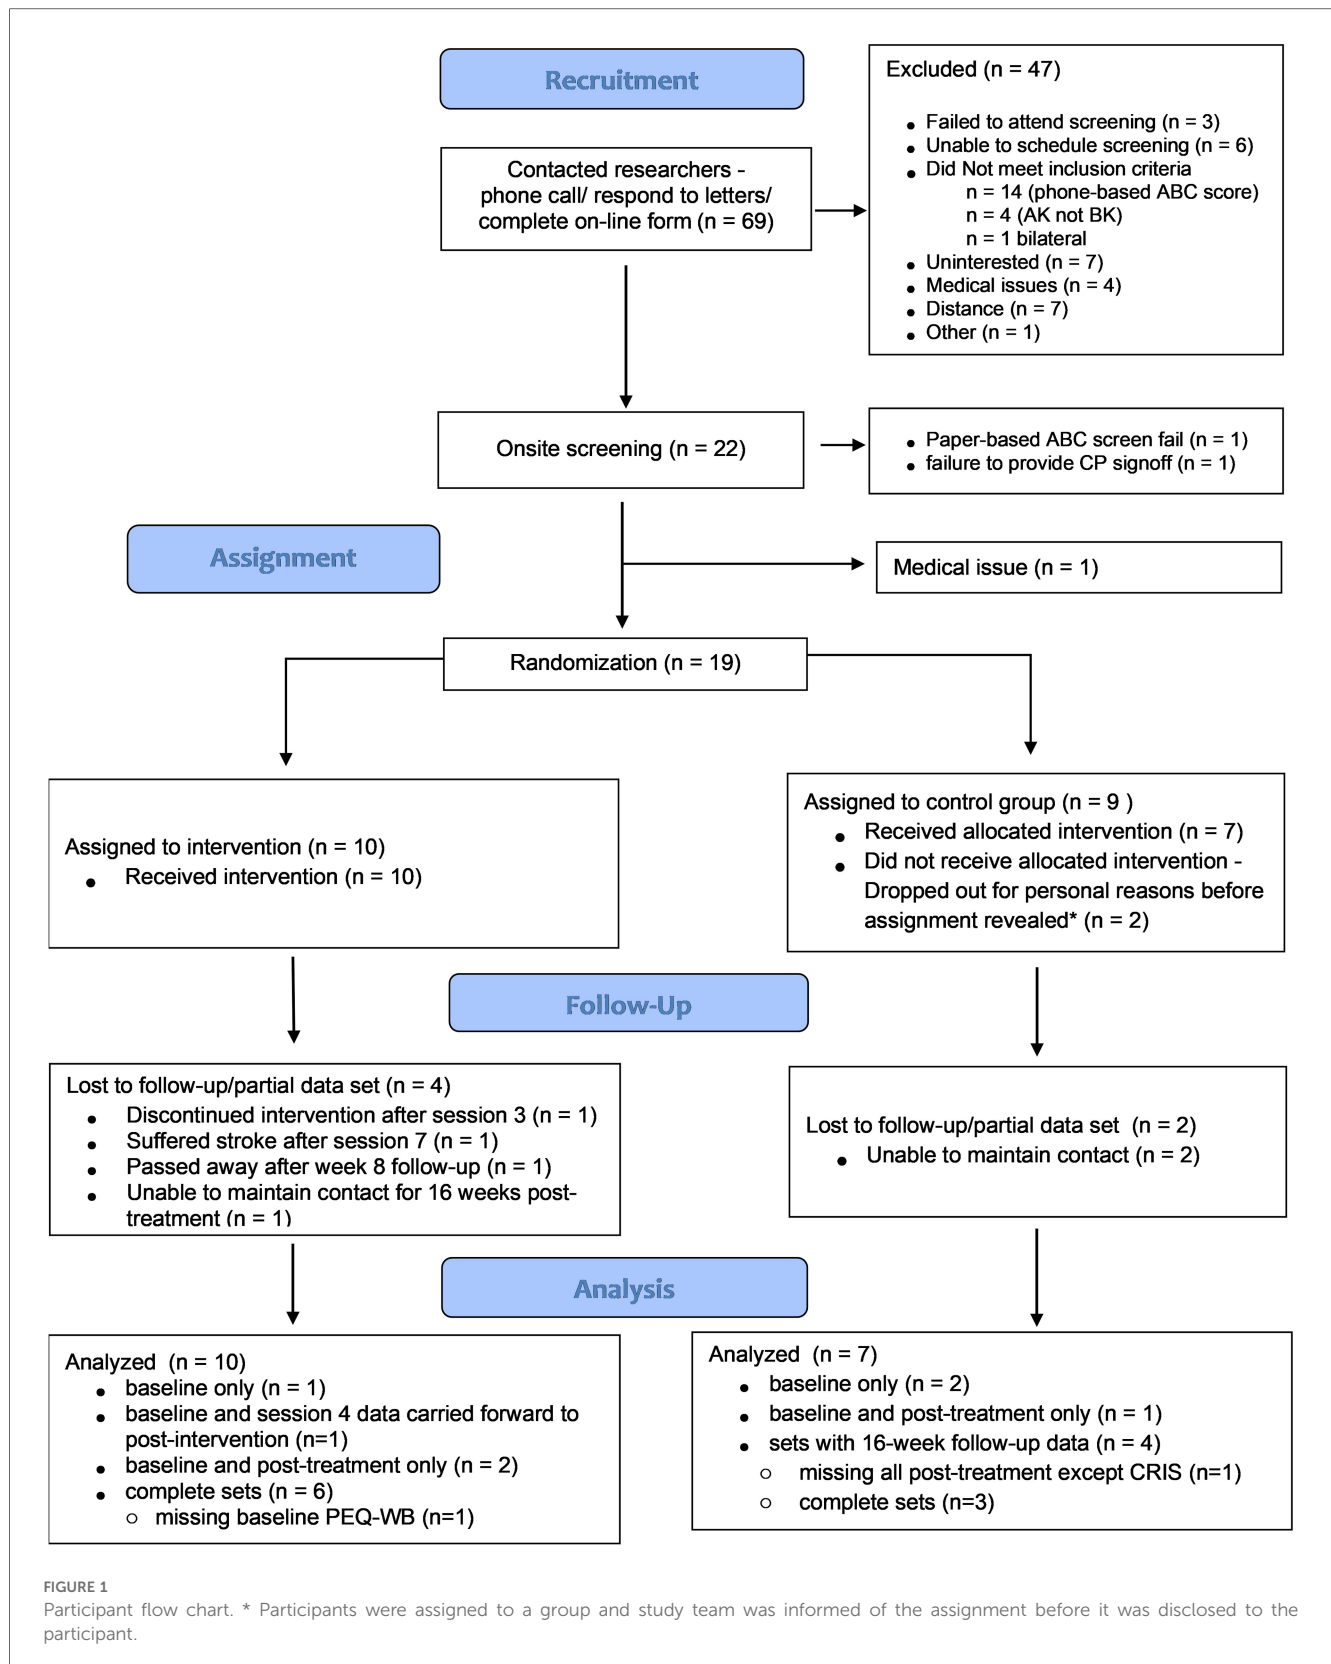 Recruitment
Excluded (n = 47)
• Failed to attend screening (n = 3)
• Unable to schedule screening (n = 6)
• Did Not meet inclusion criteria
n = 14 (phone-based ABC score)
n = 4 (AK not BK)
n = 1 bilateral
• Uninterested (n = 7)
• Medical issues (n = 4)
• Distance (n = 7)
• Other (n = 1)
Contacted researchers -
phone call/ respond to letters/
complete on-line form (n = 69)
Onsite screening (n = 22)
• Paper-based ABC screen fail (n = 1)
• failure to provide CP signoff (n = 1)
Assignment
Medical issue (n = 1)
Randomization (n = 19)
Assigned to intervention (n = 10)
• Received intervention (n = 10)
Assigned to control group (n = 9 )
• Received allocated intervention (n = 7)
• Did not receive allocated intervention -
Dropped out for personal reasons before
assignment revealed* (n = 2)
Follow-Up
Lost to follow-up/partial data set (n = 4)
• Discontinued intervention after session 3 (n = 1)
• Suffered stroke after session 7 (n = 1)
• Passed away after week 8 follow-up (n = 1)
• Unable to maintain contact for 16 weeks post-
treatment (n = 1)
Lost to follow-up/partial data set (n = 2)
• Unable to maintain contact (n = 2)
Analysis
Analyzed (n = 10)
• baseline only (n = 1)
• baseline and session 4 data carried forward to
post-intervention (n=1)
• baseline and post-treatment only (n = 2)
• complete sets (n = 6)
○ missing baseline PEQ-WB (n=1)
Analyzed (n = 7)
• baseline only (n = 2)
• baseline and post-treatment only (n = 1)
• sets with 16-week follow-up data (n = 4)
○ missing all post-treatment except CRIS (n=1)
○ complete sets (n=3)
FIGURE 1
Participant flow chart. * Participants were assigned to a group and study team was informed of the assignment before it was disclosed to the
participant.